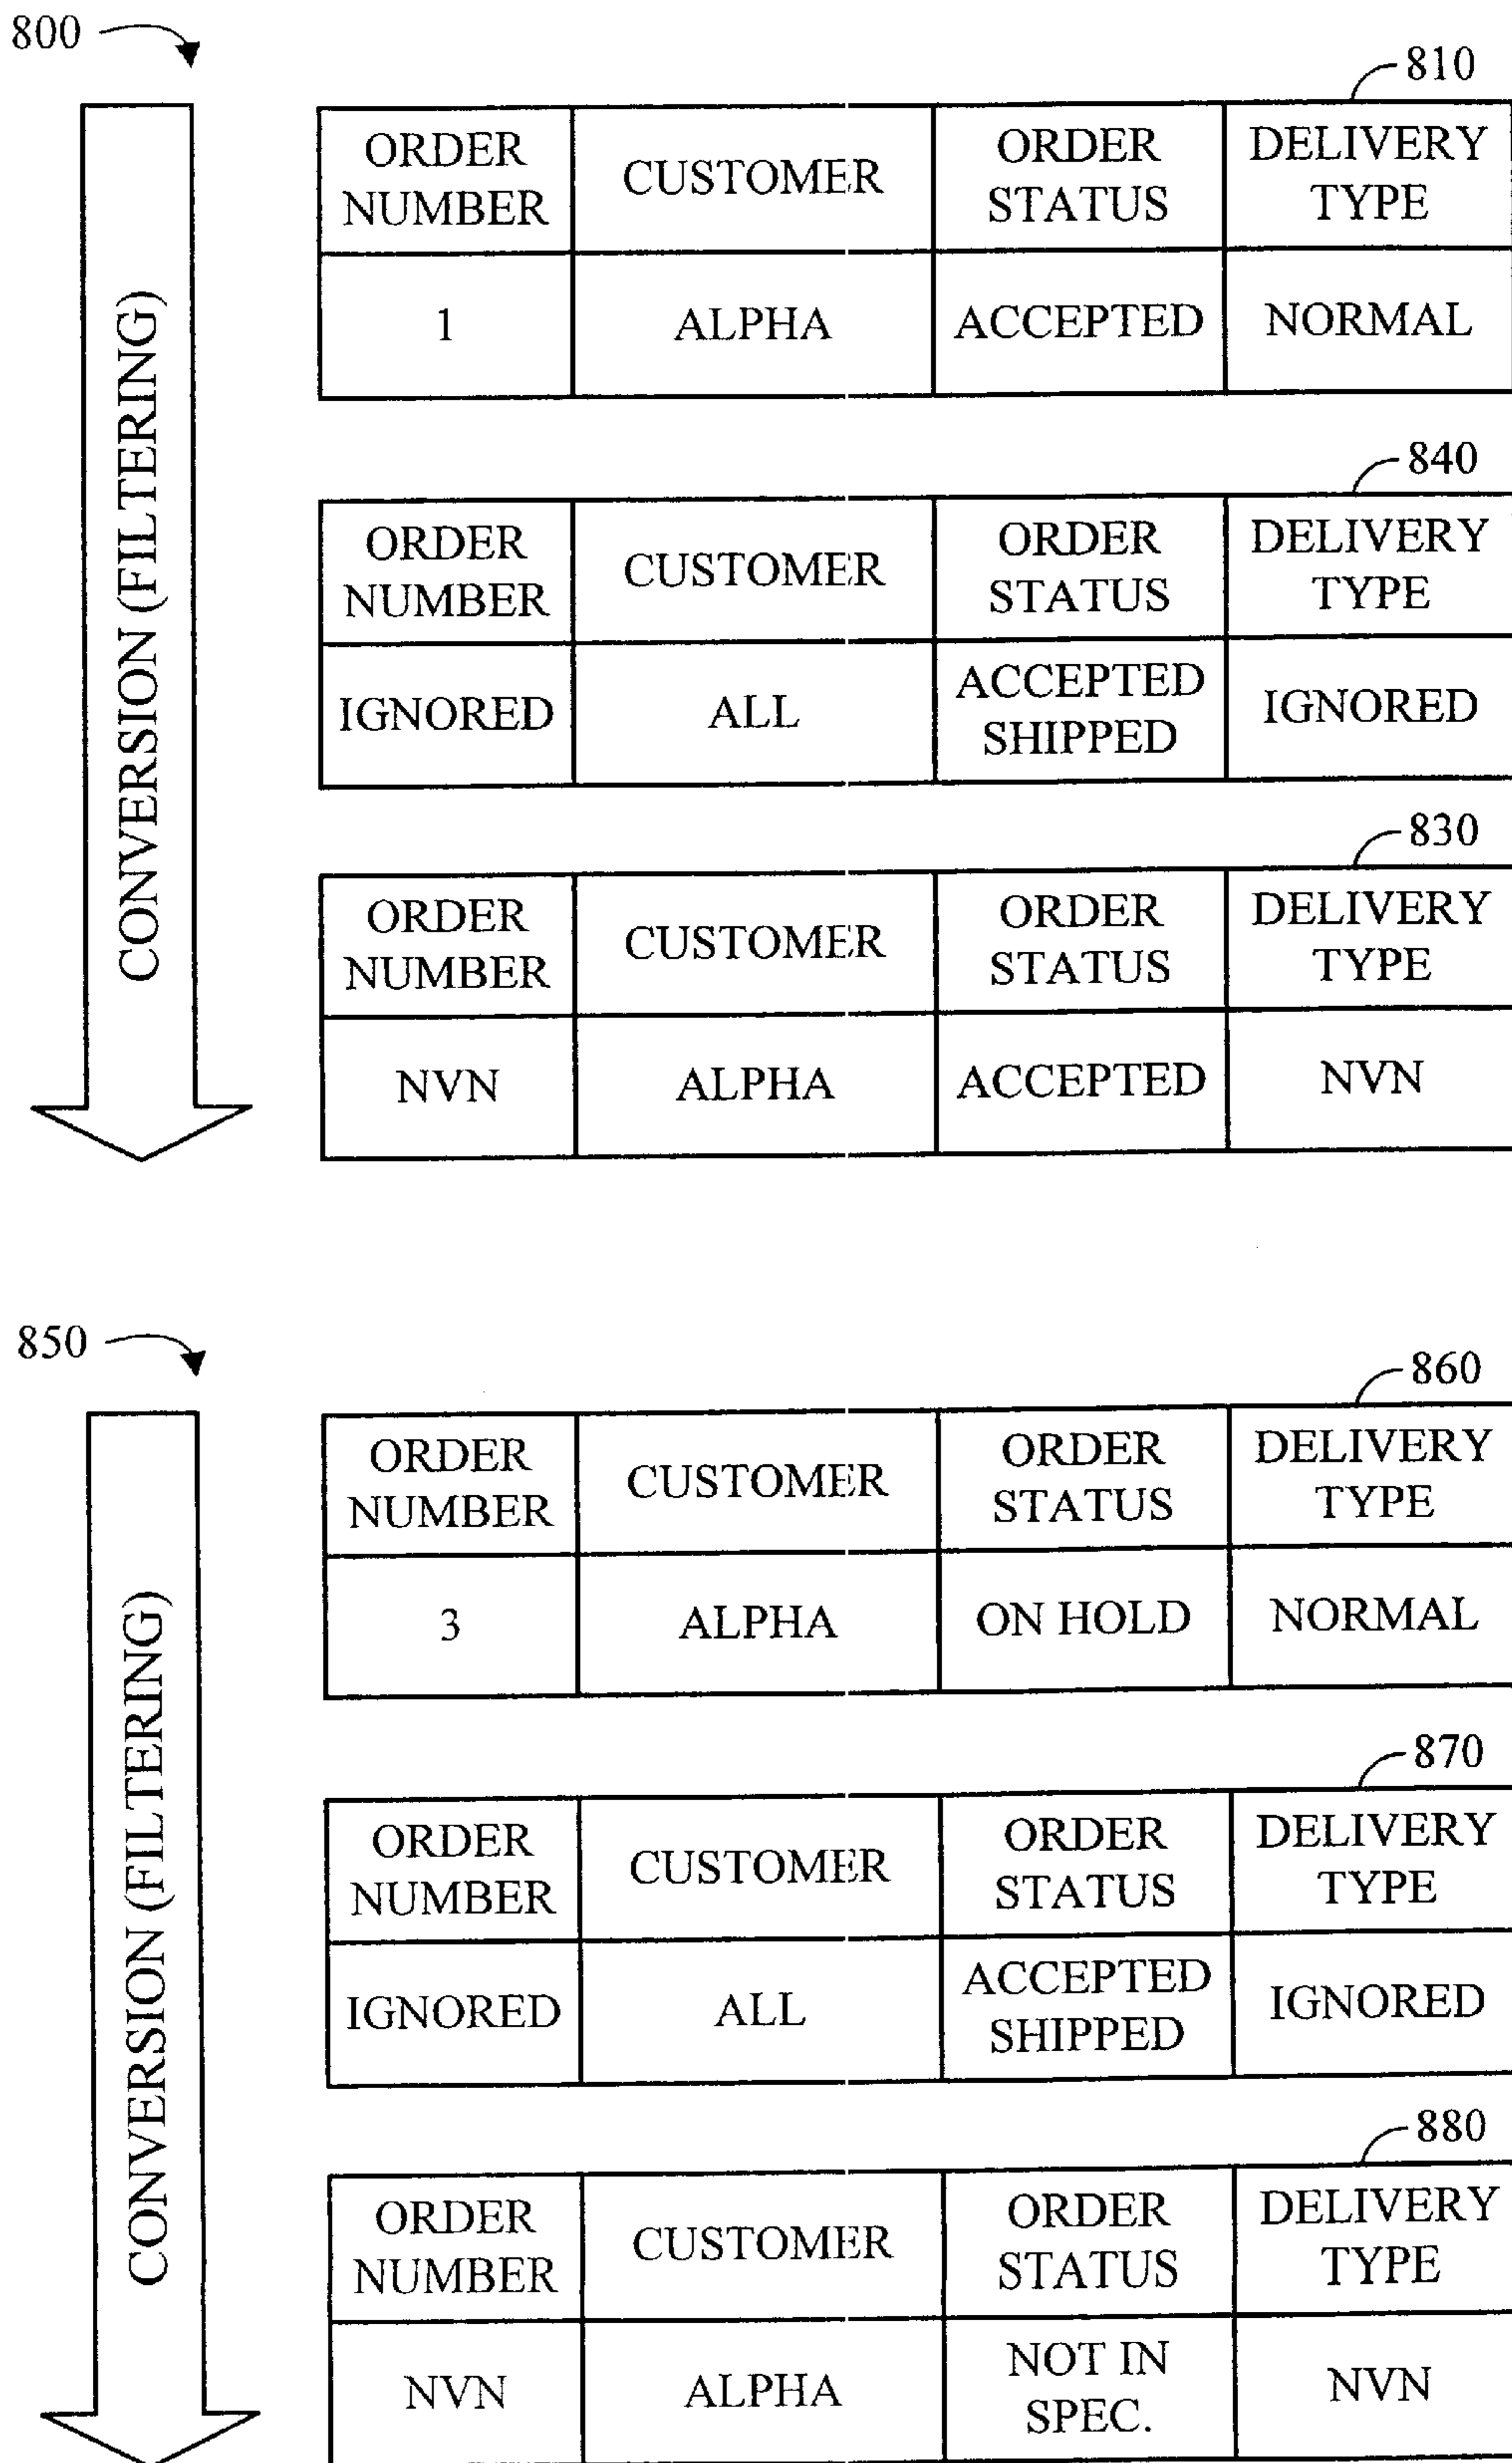 800
CONVERSION (FILTERING)
810
ORDER NUMBER CUSTOMER ORDER STATUS DELIVERY TYPE
1 ALPHA ACCEPTED NORMAL
840
ORDER NUMBER CUSTOMER ORDER STATUS DELIVERY TYPE
IGNORED ALL ACCEPTED SHIPPED IGNORED
830
ORDER NUMBER CUSTOMER ORDER STATUS DELIVERY TYPE
NVN ALPHA ACCEPTED NVN
850
CONVERSION (FILTERING)
860
ORDER NUMBER CUSTOMER ORDER STATUS DELIVERY TYPE
3 ALPHA ON HOLD NORMAL
870
ORDER NUMBER CUSTOMER ORDER STATUS DELIVERY TYPE
IGNORED ALL ACCEPTED SHIPPED IGNORED
880
ORDER NUMBER CUSTOMER ORDER STATUS DELIVERY TYPE
NVN ALPHA NOT IN SPEC. NVN